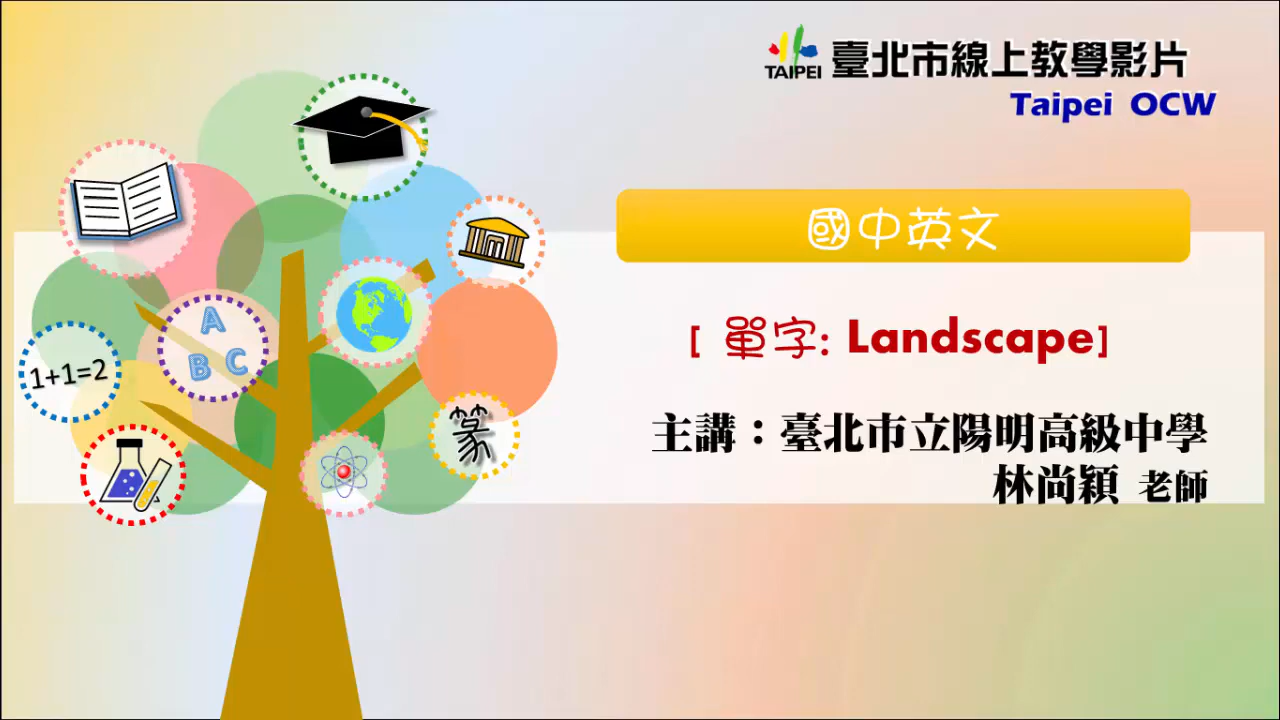 TAIPEI 臺北市線上教學影片
Taipei OCW
國中英文
[ 單字: Landscape]
主講：臺北市立陽明高級中學
林尚穎 老師
A
B C
1+1=2
篆